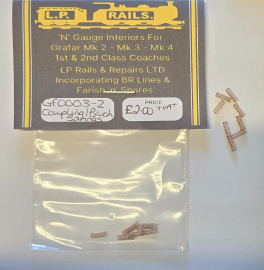 L.P. RAILS.
'N' Gauge Interiors For
Grafar Mk 2 - Mk 3 - Mk 4
1st & 2nd Class Coaches
LP Rails & Repairs LTD
Incorporating BR Lines &
Farish 'n' Spares
GF0003-2
Coupling/Brush
Springs
PRICE
£2.00 +VAT